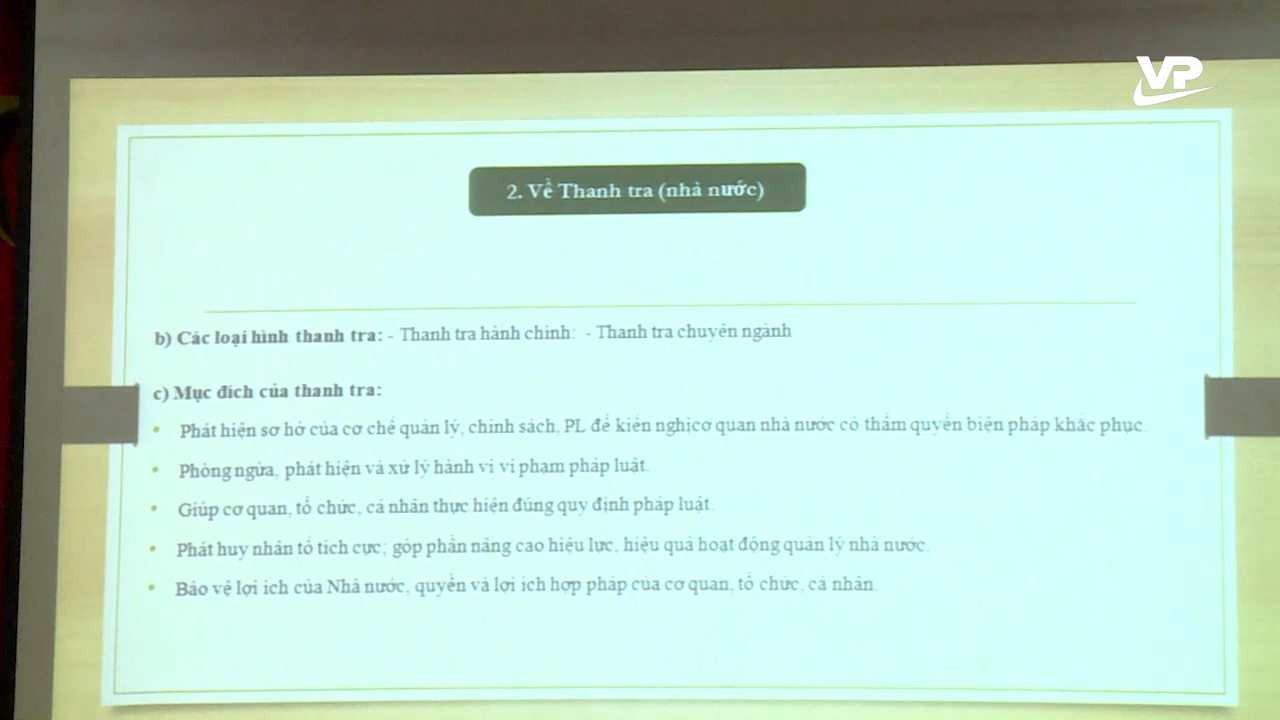 VP
2. Về Thanh tra (nhà nước)
b) Các loại hình thanh tra: - Thanh tra hành chính; - Thanh tra chuyên ngành
c) Mục đích của thanh tra:
• Phát hiện sơ hở của cơ chế quản lý, chính sách, PL để kiến nghị cơ quan nhà nước có thẩm quyền biện pháp khắc phục.
• Phòng ngừa, phát hiện và xử lý hành vi vi phạm pháp luật.
• Giúp cơ quan, tổ chức, cá nhân thực hiện đúng quy định pháp luật.
• Phát huy nhân tố tích cực; góp phần nâng cao hiệu lực, hiệu quả hoạt động quản lý nhà nước.
• Bảo vệ lợi ích của Nhà nước, quyền và lợi ích hợp pháp của cơ quan, tổ chức, cá nhân.